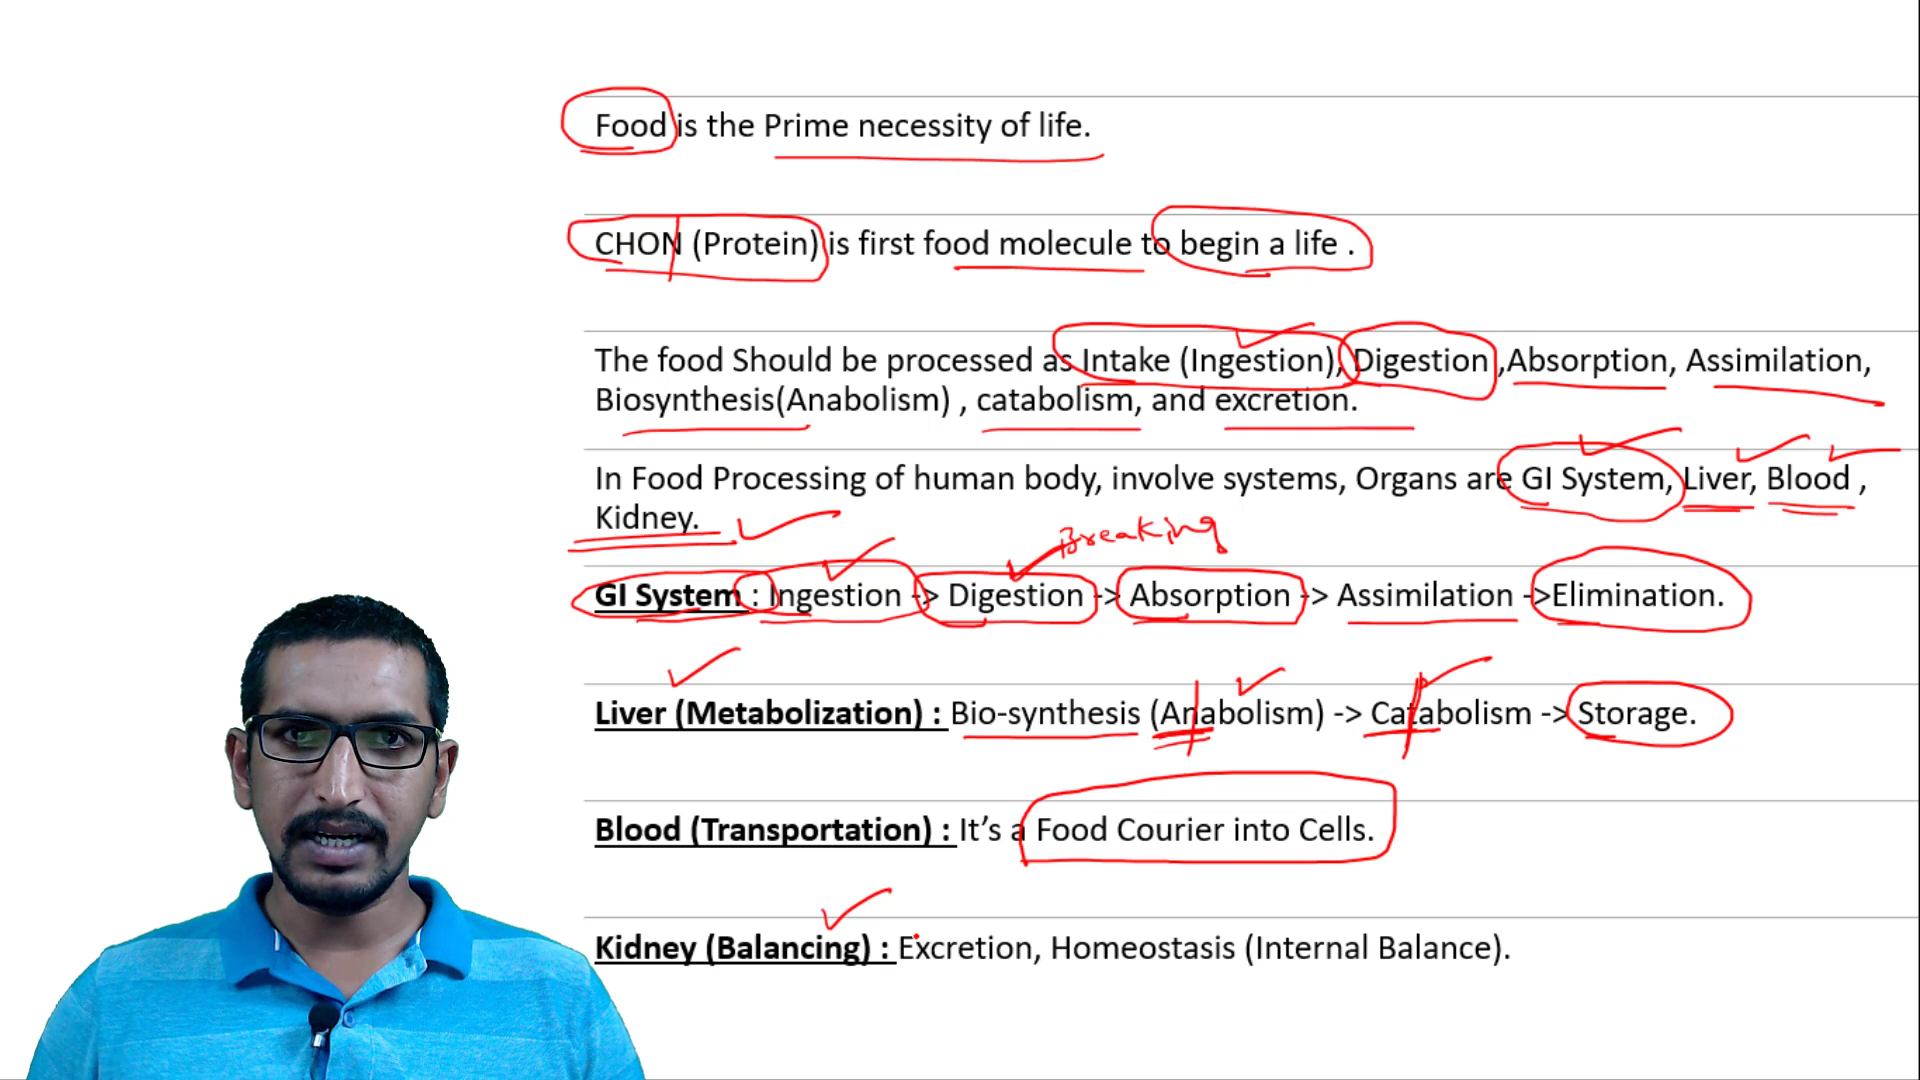 Food is the Prime necessity of life.
CHON (Protein) is first food molecule to begin a life .
The food Should be processed as Intake (Ingestion), Digestion ,Absorption, Assimilation,
Biosynthesis(Anabolism) , catabolism, and excretion.
In Food Processing of human body, involve systems, Organs are GI System, Liver, Blood ,
Kidney.
Breaking
GI System : Ingestion -> Digestion -> Absorption -> Assimilation ->Elimination.
Liver (Metabolization) : Bio-synthesis (Anabolism) -> Catabolism -> Storage.
Blood (Transportation) : It’s a Food Courier into Cells.
Kidney (Balancing) : Excretion, Homeostasis (Internal Balance).